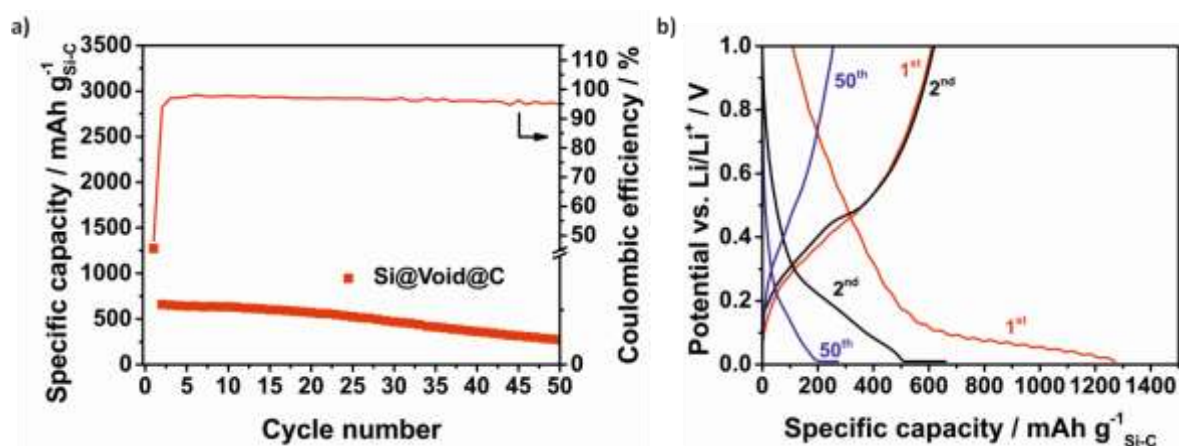 a)
Specific capacity / mAh g⁻¹Si-C
3500
3000
2500
2000
1500
1000
500
0
Si@Void@C
110
100
90
80
70
60
50
0
Coulombic efficiency / %
0 5 10 15 20 25 30 35 40 45 50
Cycle number
b)
Potential vs. Li/Li⁺ / V
1.0
0.8
0.6
0.4
0.2
0.0
50th
1st
2nd
2nd
1st
50th
0 200 400 600 800 1000 1200 1400
Specific capacity / mAh g⁻¹Si-C